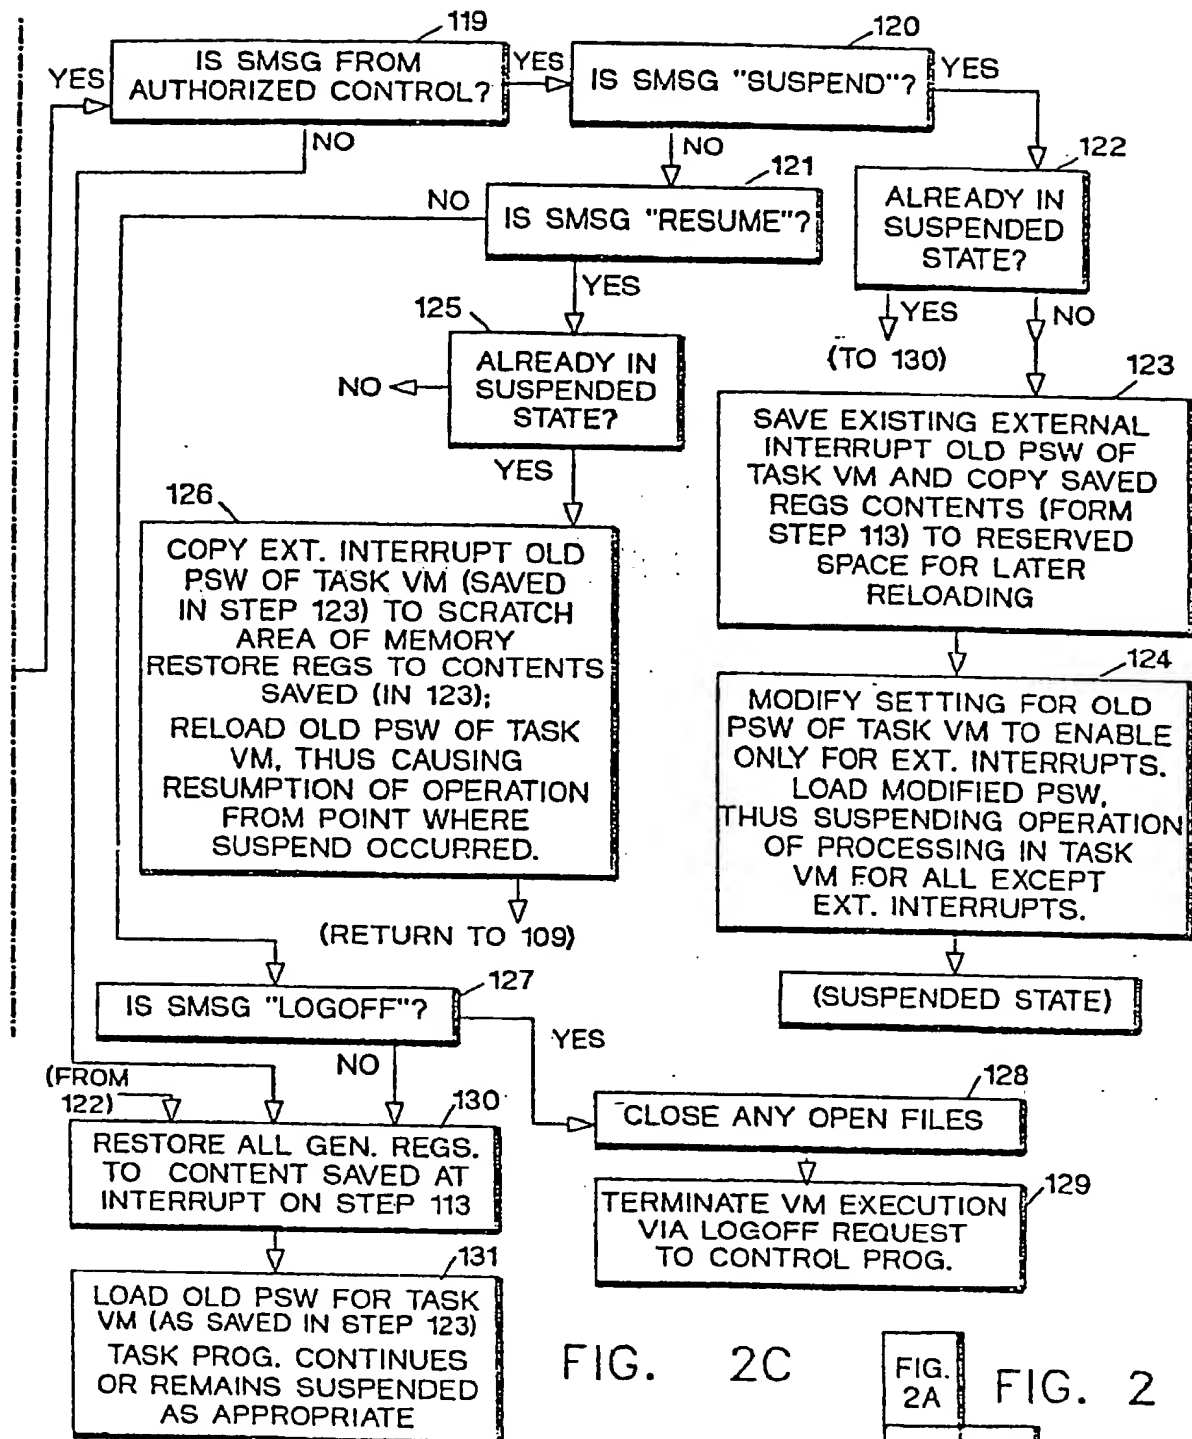 119
IS SMSG FROM
AUTHORIZED CONTROL?
YES
YES
NO
120
IS SMSG "SUSPEND"?
YES
NO
121
IS SMSG "RESUME"?
NO
YES
122
ALREADY IN
SUSPENDED
STATE?
YES
NO
(TO 130)
125
ALREADY IN
SUSPENDED
STATE?
NO
YES
123
SAVE EXISTING EXTERNAL
INTERRUPT OLD PSW OF
TASK VM AND COPY SAVED
REGS CONTENTS (FORM
STEP 113) TO RESERVED
SPACE FOR LATER
RELOADING
126
COPY EXT. INTERRUPT OLD
PSW OF TASK VM (SAVED
IN STEP 123) TO SCRATCH
AREA OF MEMORY
RESTORE REGS TO CONTENTS
SAVED (IN 123);
RELOAD OLD PSW OF TASK
VM, THUS CAUSING
RESUMPTION OF OPERATION
FROM POINT WHERE
SUSPEND OCCURRED.
(RETURN TO 109)
124
MODIFY SETTING FOR OLD
PSW OF TASK VM TO ENABLE
ONLY FOR EXT. INTERRUPTS.
LOAD MODIFIED PSW,
THUS SUSPENDING OPERATION
OF PROCESSING IN TASK
VM FOR ALL EXCEPT
EXT. INTERRUPTS.
(SUSPENDED STATE)
127
IS SMSG "LOGOFF"?
YES
NO
(FROM
122)
128
CLOSE ANY OPEN FILES
129
TERMINATE VM EXECUTION
VIA LOGOFF REQUEST
TO CONTROL PROG.
130
RESTORE ALL GEN. REGS.
TO CONTENT SAVED AT
INTERRUPT ON STEP 113
131
LOAD OLD PSW FOR TASK
VM (AS SAVED IN STEP 123)
TASK PROG. CONTINUES
OR REMAINS SUSPENDED
AS APPROPRIATE
FIG. 2C
FIG.
2A
FIG. 2